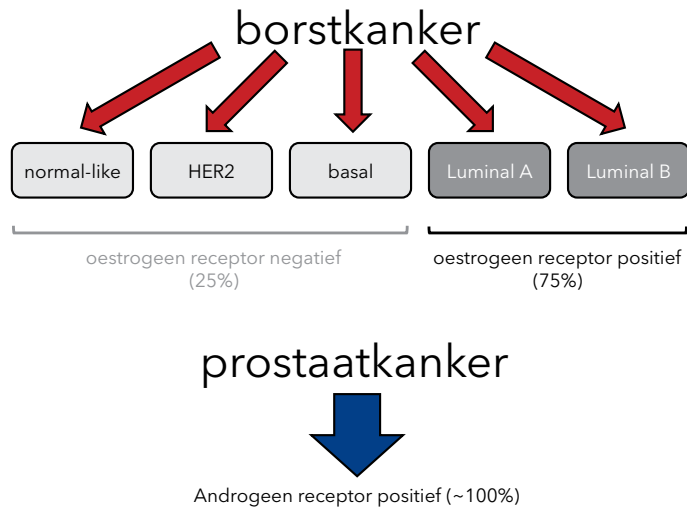 borstkanker
normal-like
HER2
basal
Luminal A
Luminal B
oestrogeen receptor negatief
(25%)
oestrogeen receptor positief
(75%)
prostaatkanker
Androgeen receptor positief (~100%)